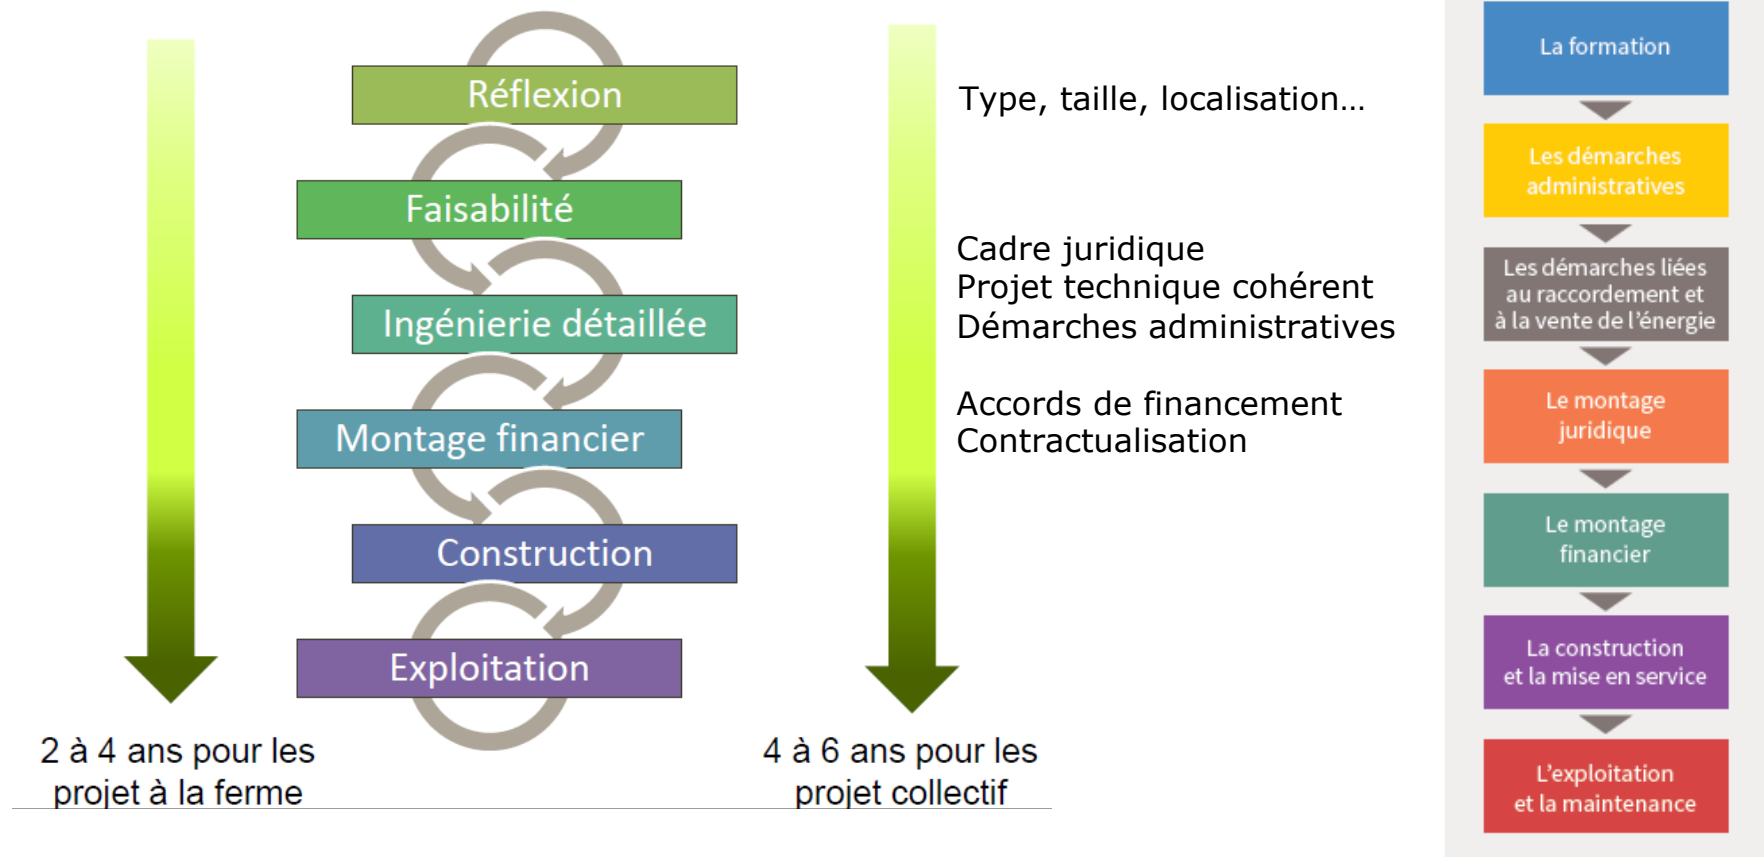 Réflexion
Faisabilité
Ingénierie détaillée
Montage financier
Construction
Exploitation
2 à 4 ans pour les
projet à la ferme
4 à 6 ans pour les
projet collectif
Type, taille, localisation…
Cadre juridique
Projet technique cohérent
Démarches administratives
Accords de financement
Contractualisation
La formation
Les démarches
administratives
Les démarches liées
au raccordement et
à la vente de l'énergie
Le montage
juridique
Le montage
financier
La construction
et la mise en service
L'exploitation
et la maintenance